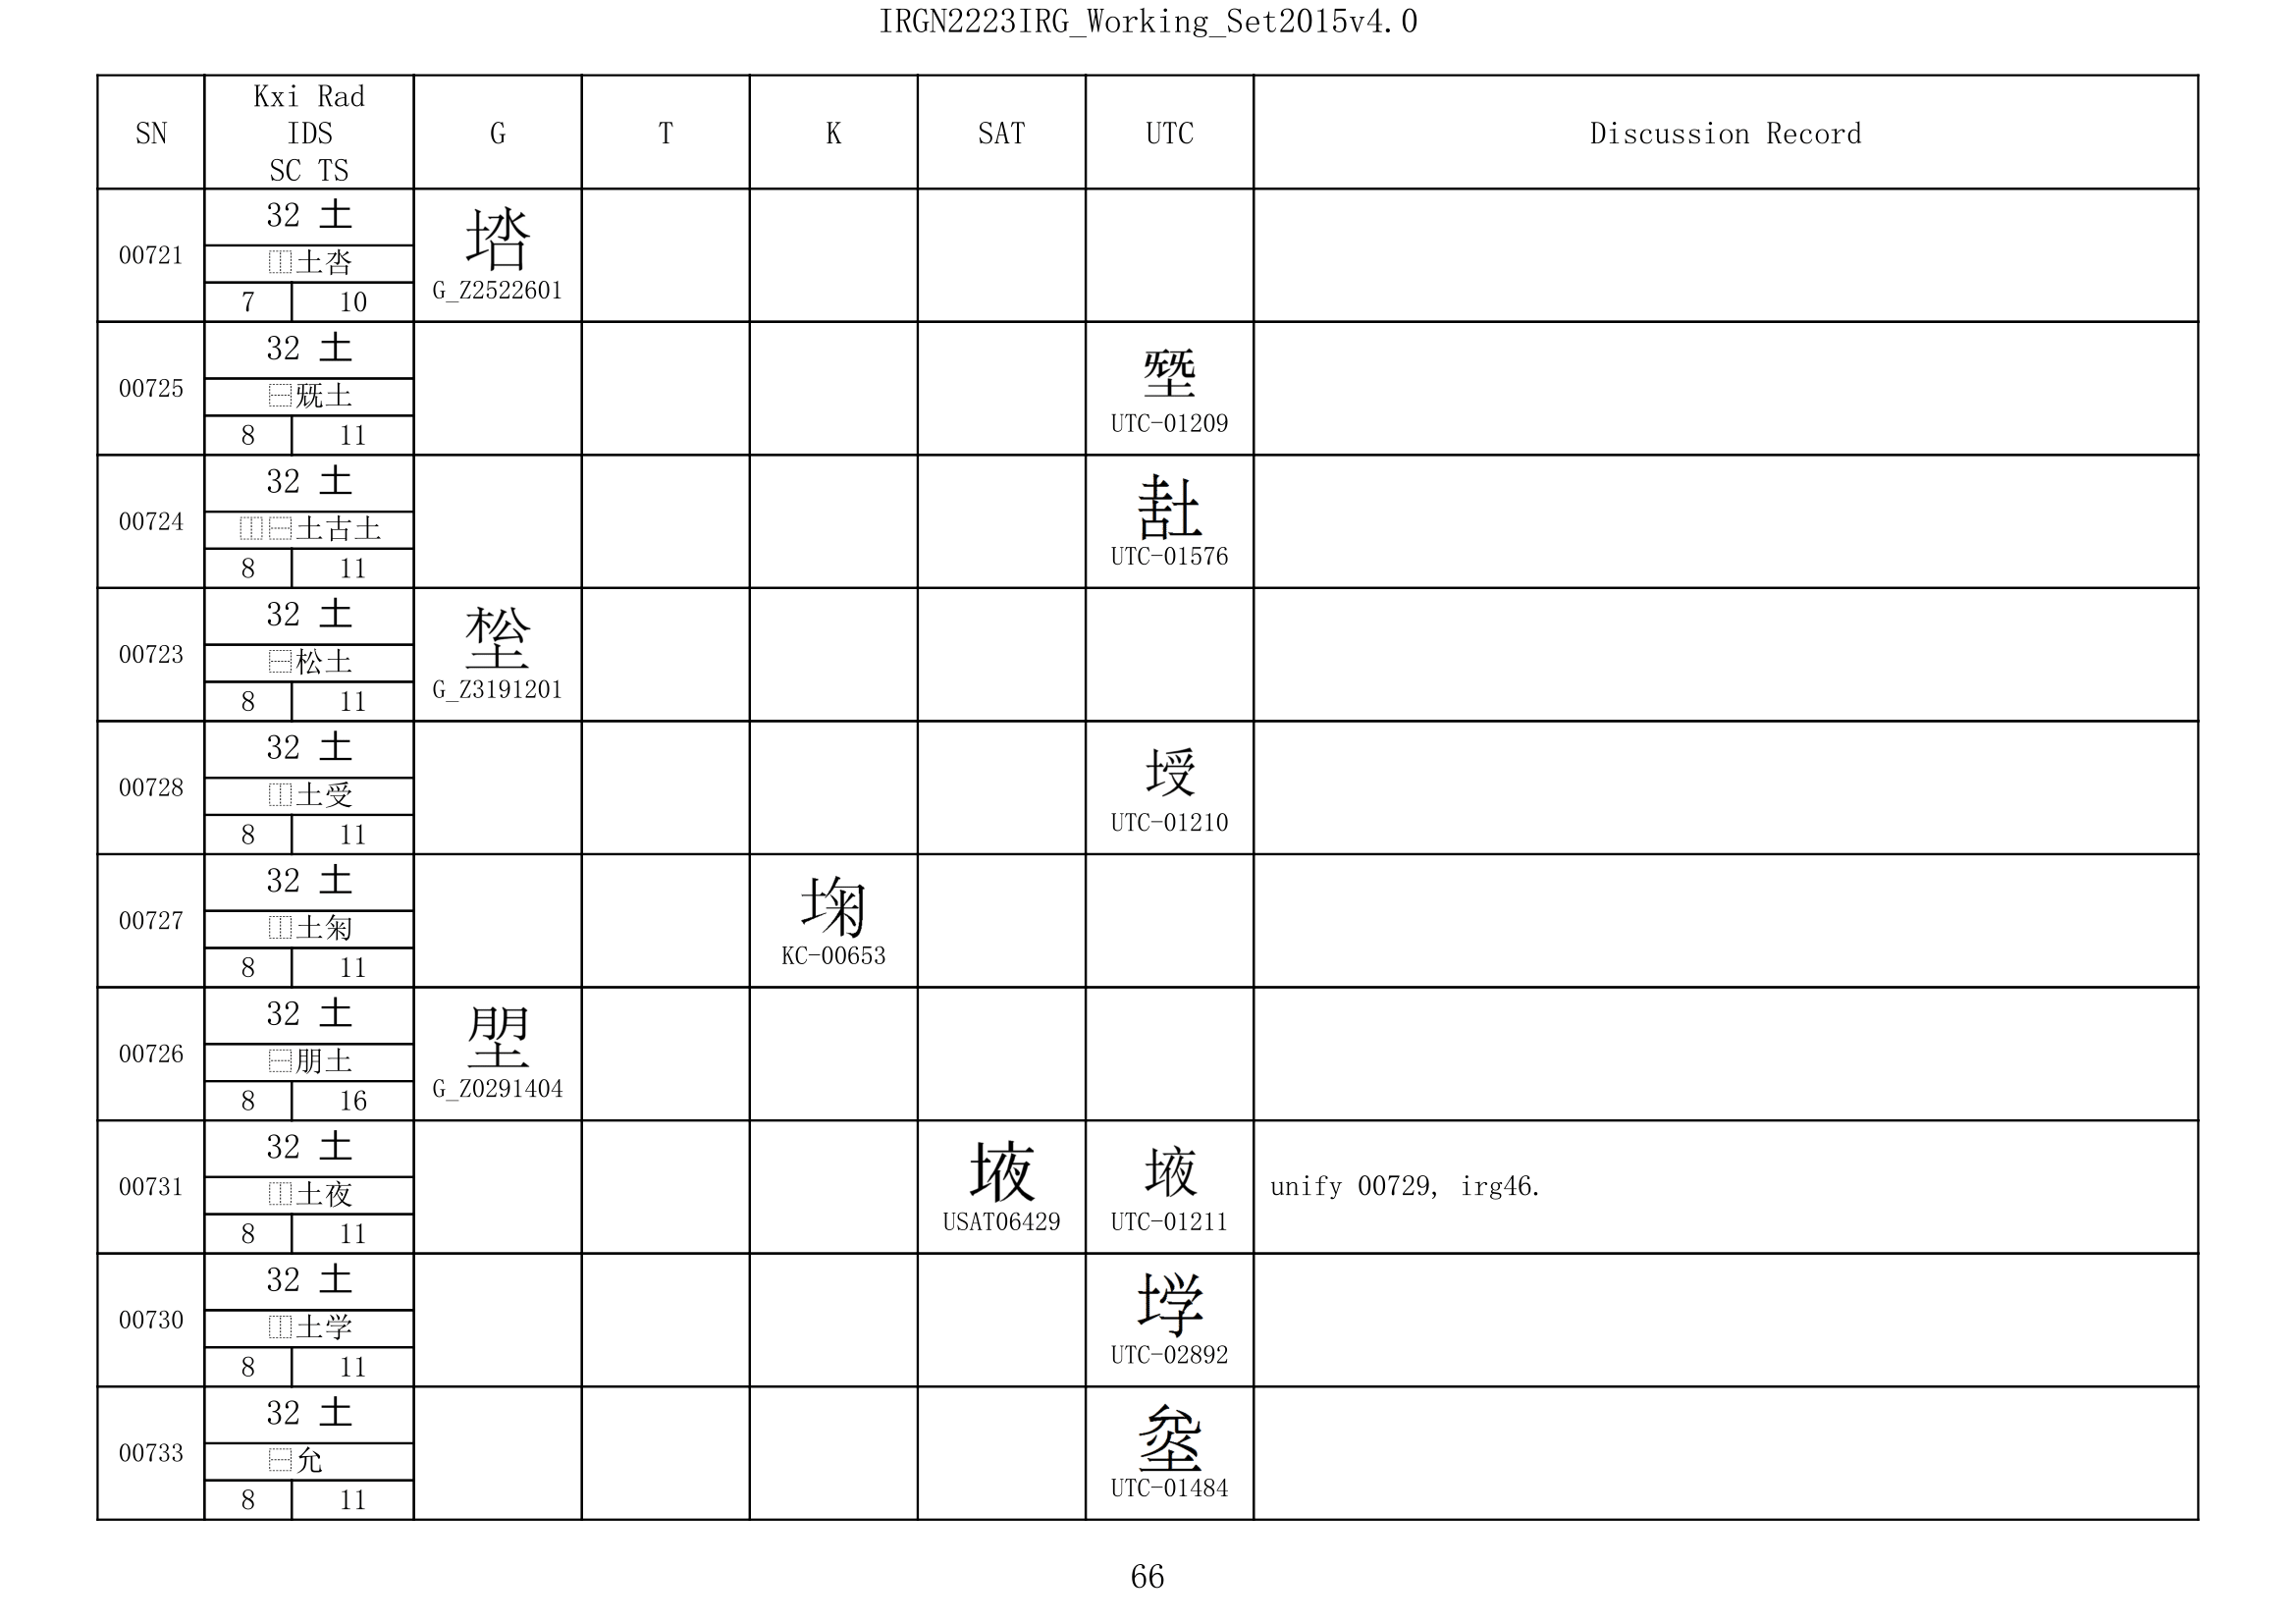 IRGN2223IRG_Working_Set2015v4.0
SN Kxi Rad IDS SC TS G T K SAT UTC Discussion Record
00721 32 土
⿰土沓
7 10
G_Z2522601
00725 32 土
⿱旣土
8 11
UTC-01209
00724 32 土
⿰⿱土古土
8 11
UTC-01576
00723 32 土
⿱松土
8 11
G_Z3191201
00728 32 土
⿰土受
8 11
UTC-01210
00727 32 土
⿰土匊
8 11
KC-00653
00726 32 土
⿱朋土
8 16
G_Z0291404
00731 32 土
⿰土夜
8 11
USAT06429 UTC-01211
unify 00729, irg46.
00730 32 土
⿰土学
8 11
UTC-02892
00733 32 土
⿱允
8 11
UTC-01484
66